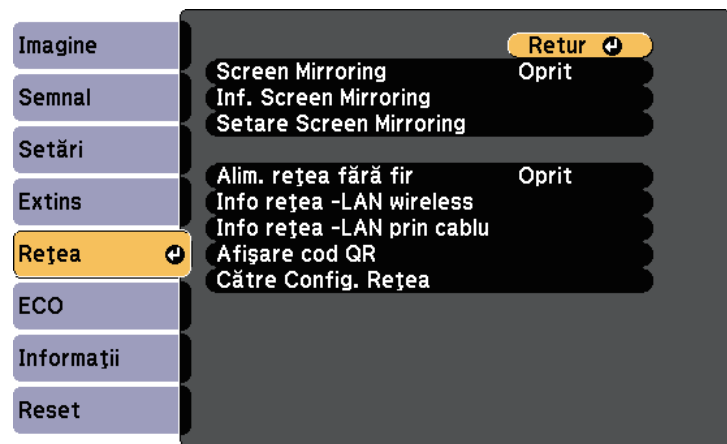 Imagine
Semnal
Setări
Extins
Reţea
ECO
Informaţii
Reset
Retur
Screen Mirroring Oprit
Inf. Screen Mirroring
Setare Screen Mirroring
Alim. reţea fără fir Oprit
Info reţea -LAN wireless
Info reţea -LAN prin cablu
Afişare cod QR
Către Config. Reţea